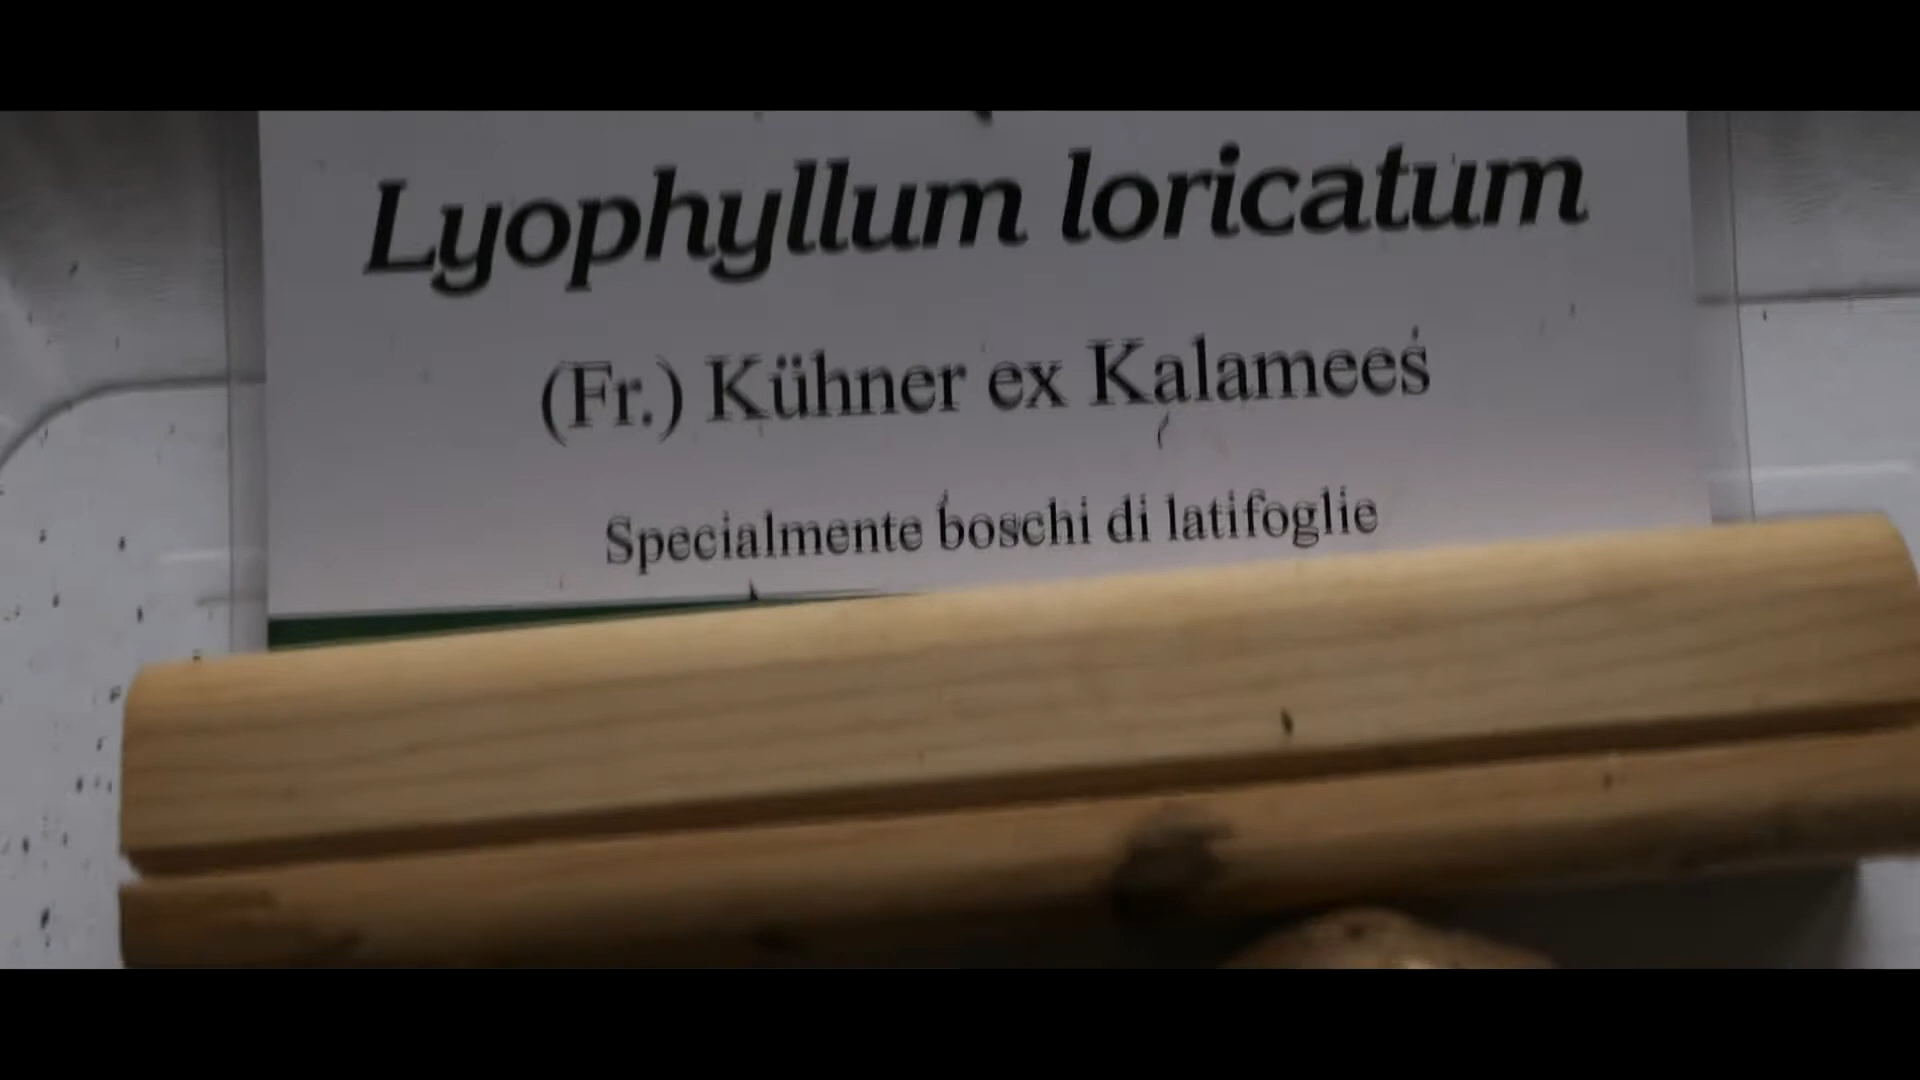 Lyophyllum loricatum
(Fr.) Kühner ex Kalamees
Specialmente boschi di latifoglie